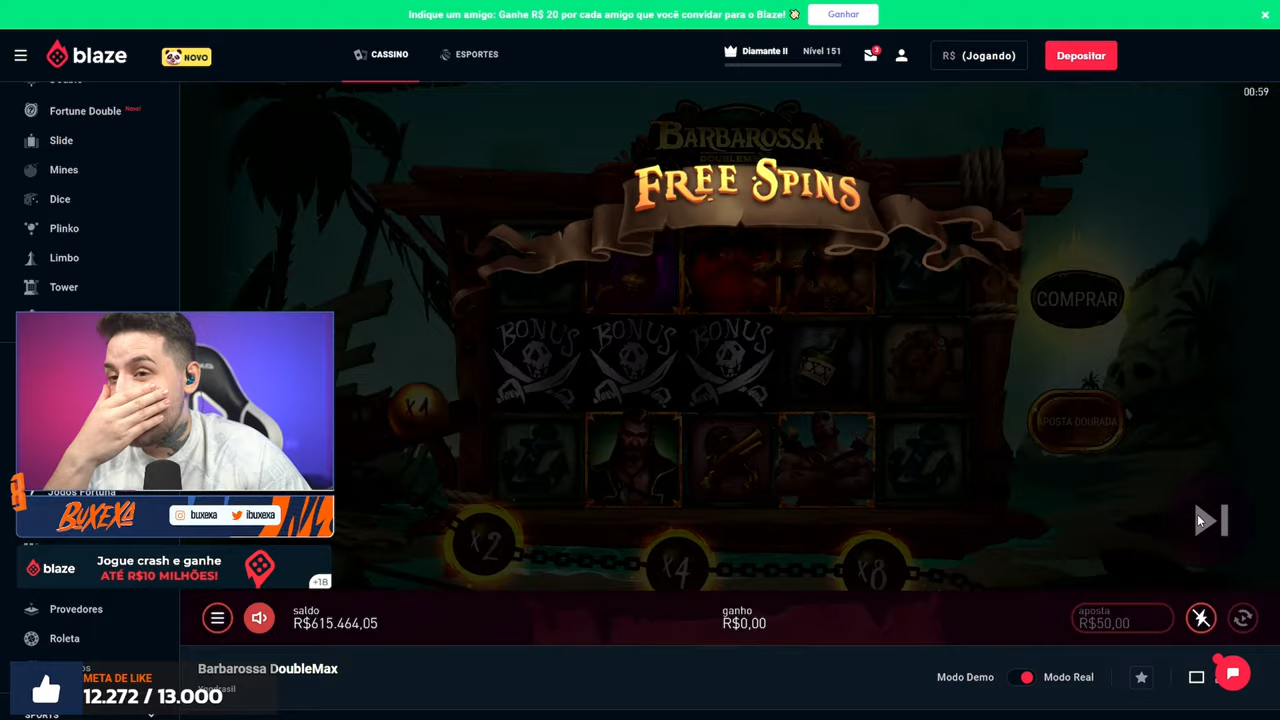 Indique um amigo: Ganhe R$ 20 por cada amigo que você convidar para o Blaze!
Ganhar
blaze
NOVO
CASSINO
ESPORTES
Diamante II
Nível 151
3
R$ (Jogando)
Depositar
00:59
Fortune Double Novo!
Slide
Mines
Dice
Plinko
Limbo
Tower
BARBAROSSA
DOUBLEMAX
FREE SPINS
COMPRAR
BONUS BONUS BONUS
X1
APOSTA DOURADA
X2
X4
X8
BUXEXA
buxexa
ibuxexa
blaze
Jogue crash e ganhe
ATÉ R$10 MILHÕES!
+18
Provedores
Roleta
saldo
R$615.464,05
ganho
R$0,00
aposta
R$50,00
Barbarossa DoubleMax
Yggdrasil
Modo Demo
Modo Real
META DE LIKE
12.272 / 13.000
SPORTS